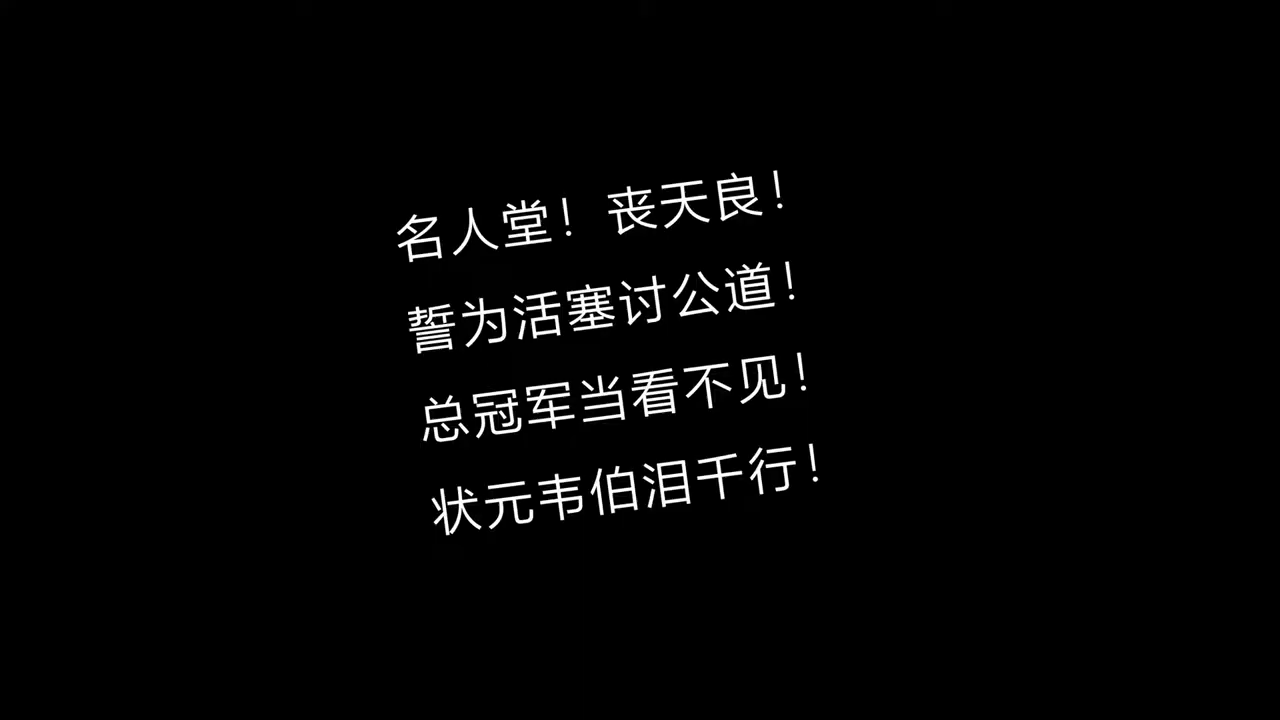 名人堂！丧天良！
誓为活塞讨公道！
总冠军当看不见！
状元韦伯泪千行！